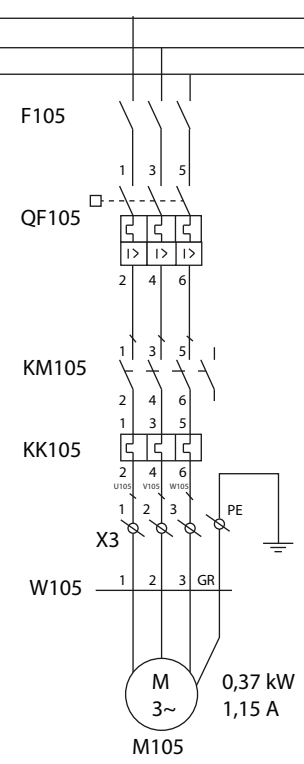 F105
1 3 5
QF105
I> I> I>
2 4 6
1 3 5
KM105
2 4 6
1 3 5
KK105
2 4 6
U105 V105 W105
1 2 3 PE
X3
W105 1 2 3 GR
M 0,37 kW
3~ 1,15 A
M105